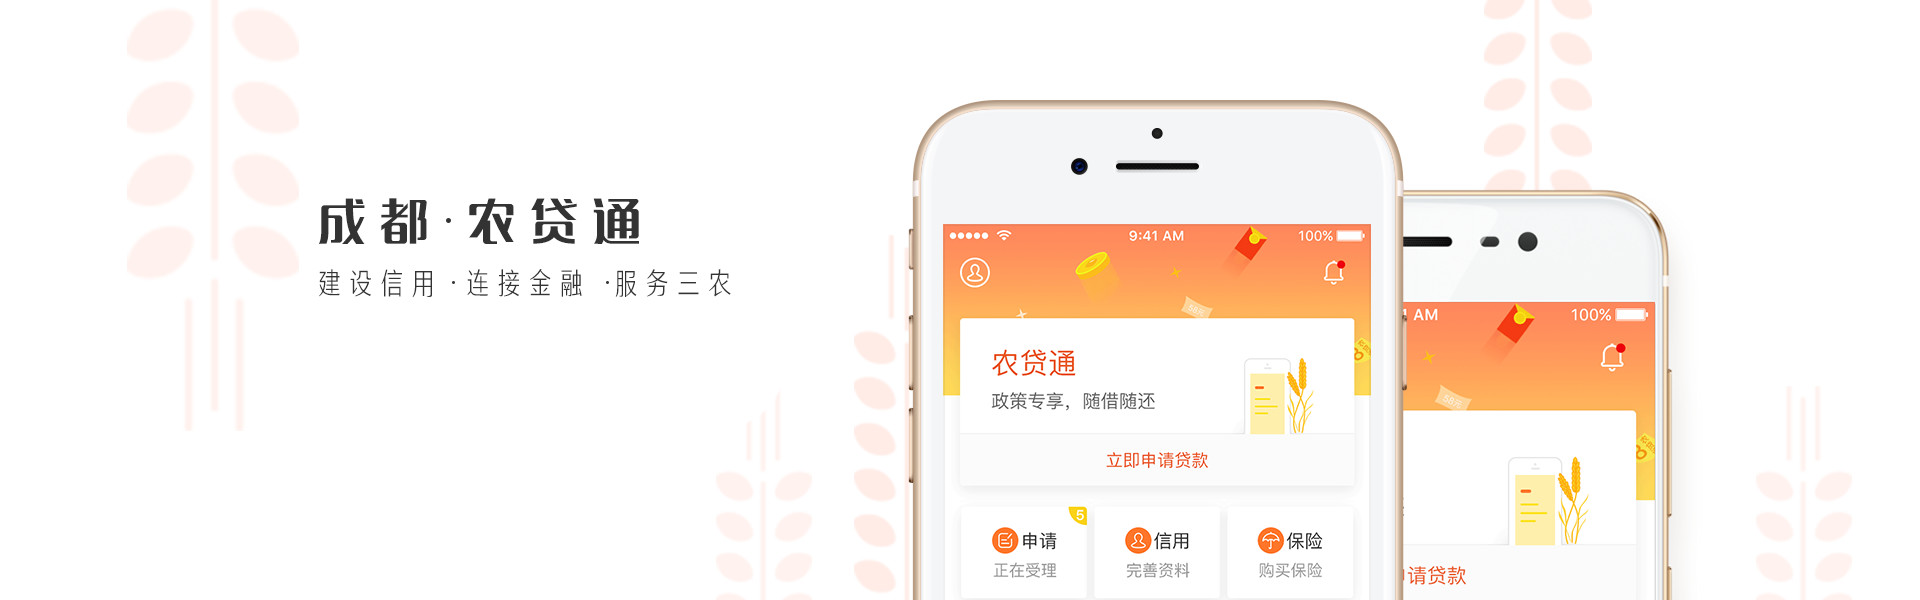 成都·农贷通
建设信用·连接金融·服务三农
9:41 AM
100%
农贷通
政策专享，随借随还
立即申请贷款
5
申请
正在受理
信用
完善资料
保险
购买保险
AM
100%
58元
请贷款